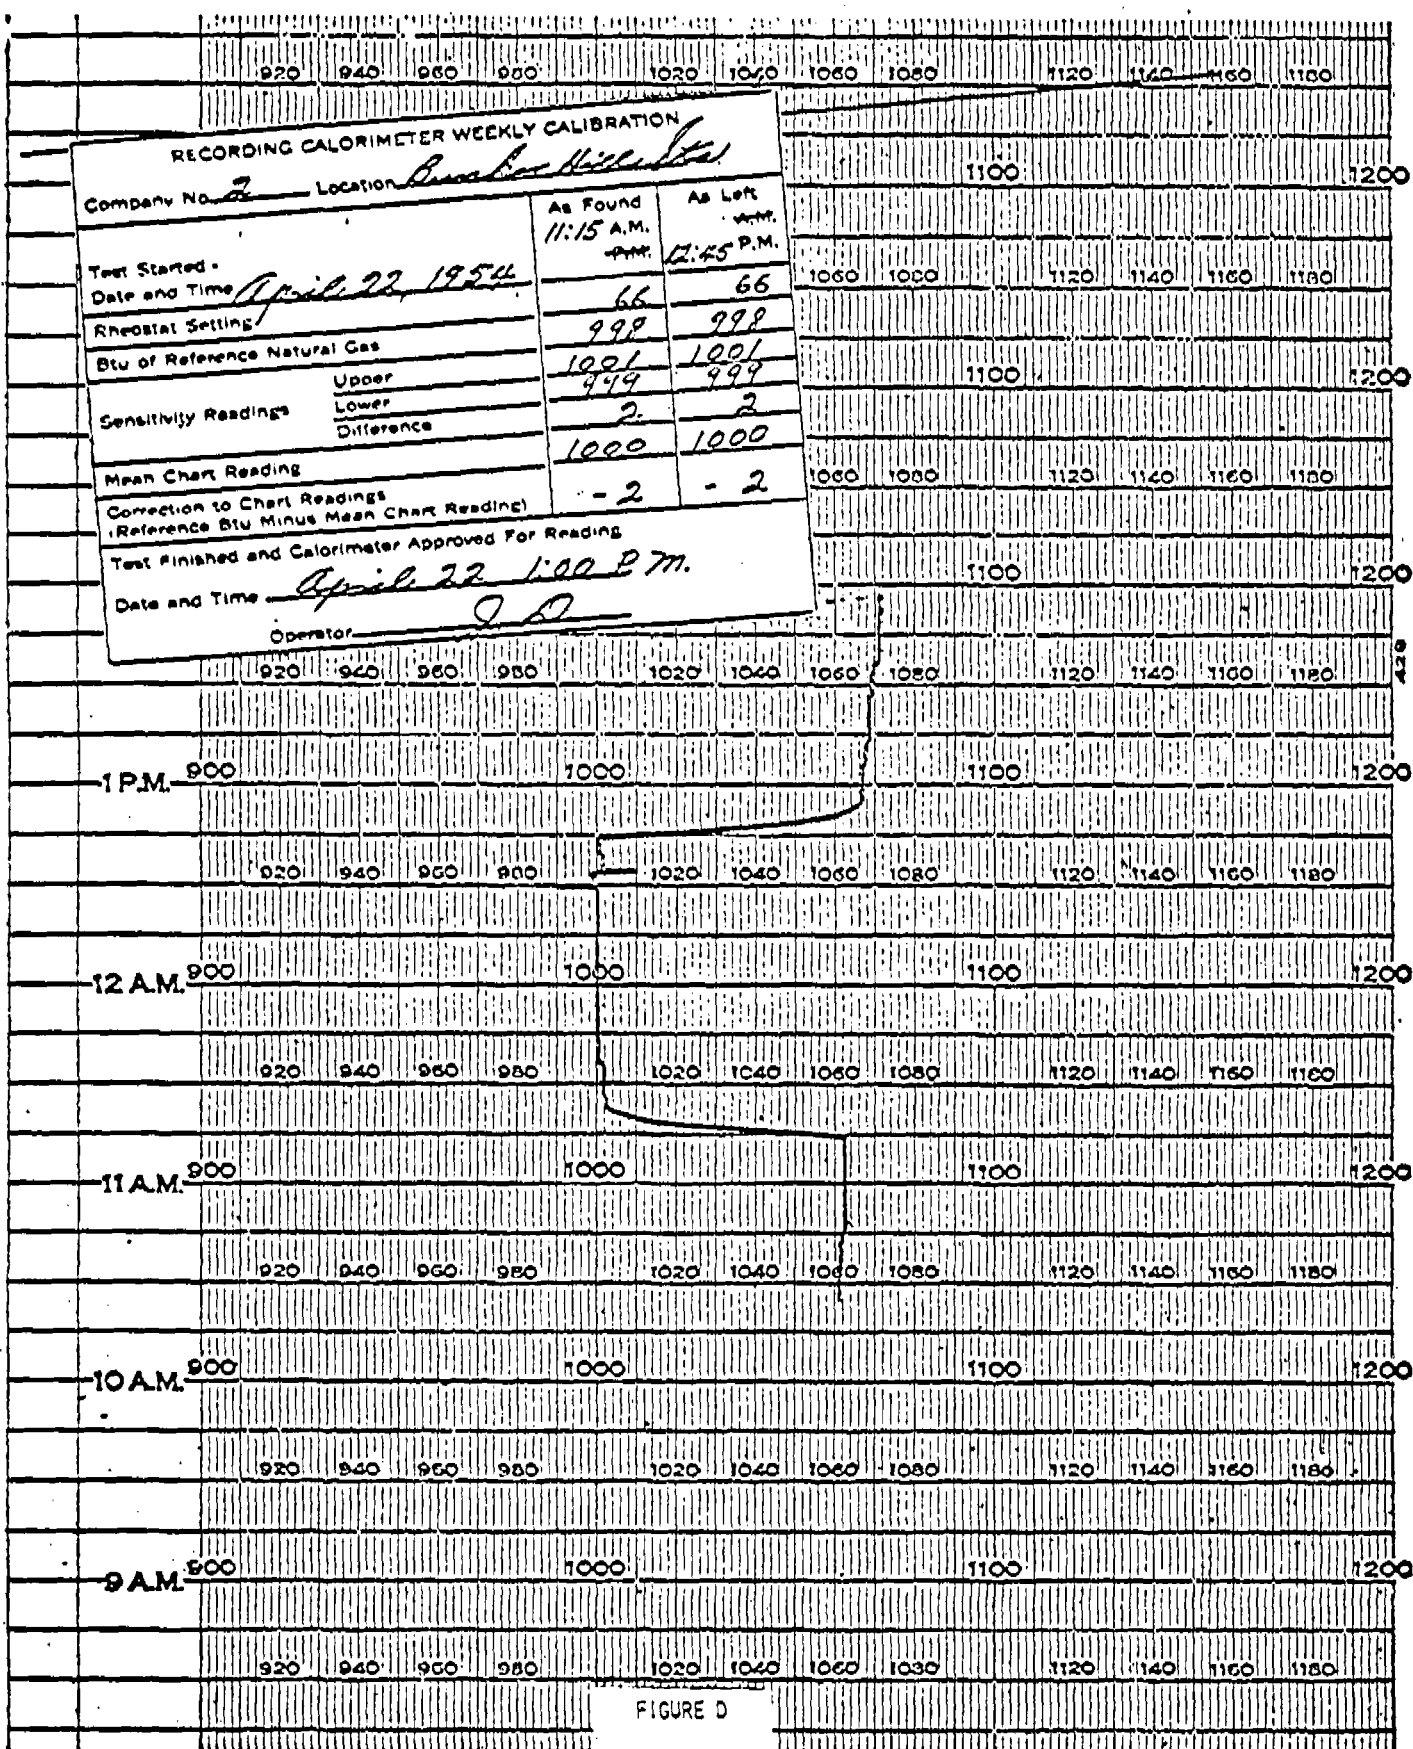 920 940 960 980 1020 1040 1060 1080 1120 1140 1160 1180
RECORDING CALORIMETER WEEKLY CALIBRATION
Company No. 2 Location Bunker Hill Sta.
1100 1200
As Found As Left
11:15 A.M. A.M.
P.M. 12:45 P.M.
Test Started -
Date and Time April 22, 1954
1060 1080 1120 1140 1160 1180
Rheostat Setting 66 66
Btu of Reference Natural Gas 998 998
Upper 1001 1001
1100 1200
Sensitivity Readings Lower 999 999
Difference 2 2
Mean Chart Reading 1000 1000
1060 1080 1120 1140 1160 1180
Correction to Chart Readings
(Reference Btu Minus Mean Chart Reading) - 2 - 2
Test Finished and Calorimeter Approved For Reading
Date and Time April 22 1:00 P.M.
1100 1200
Operator
429
920 940 960 980 1020 1040 1060 1080 1120 1140 1160 1180
1 P.M. 900 1000 1100 1200
920 940 960 980 1020 1040 1060 1080 1120 1140 1160 1180
12 A.M. 900 1000 1100 1200
920 940 960 980 1020 1040 1060 1080 1120 1140 1160 1180
11 A.M. 900 1000 1100 1200
920 940 960 980 1020 1040 1060 1080 1120 1140 1160 1180
10 A.M. 900 1000 1100 1200
920 940 960 980 1020 1040 1060 1080 1120 1140 1160 1180
9 A.M. 900 1000 1100 1200
920 940 960 980 1020 1040 1060 1080 1120 1140 1160 1180
FIGURE D